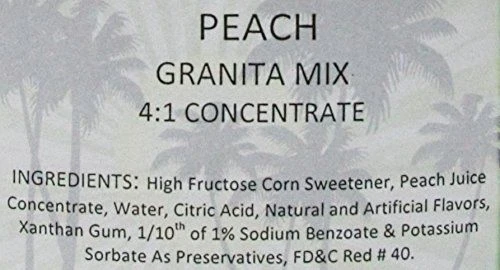 PEACH
GRANITA MIX
4:1 CONCENTRATE
INGREDIENTS: High Fructose Corn Sweetener, Peach Juice
Concentrate, Water, Citric Acid, Natural and Artificial Flavors,
Xanthan Gum, 1/10th of 1% Sodium Benzoate & Potassium
Sorbate As Preservatives, FD&C Red # 40.